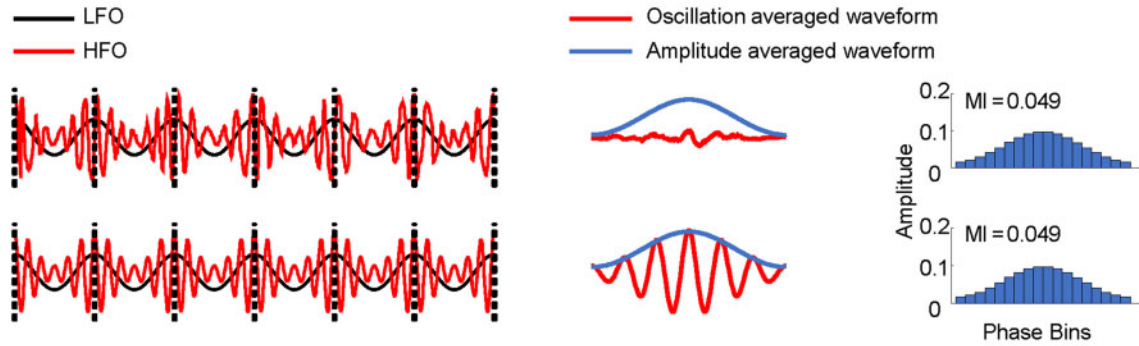 LFO
HFO
Oscillation averaged waveform
Amplitude averaged waveform
0.2
MI = 0.049
0.1
0
Amplitude
0.2
MI = 0.049
0.1
0
Phase Bins